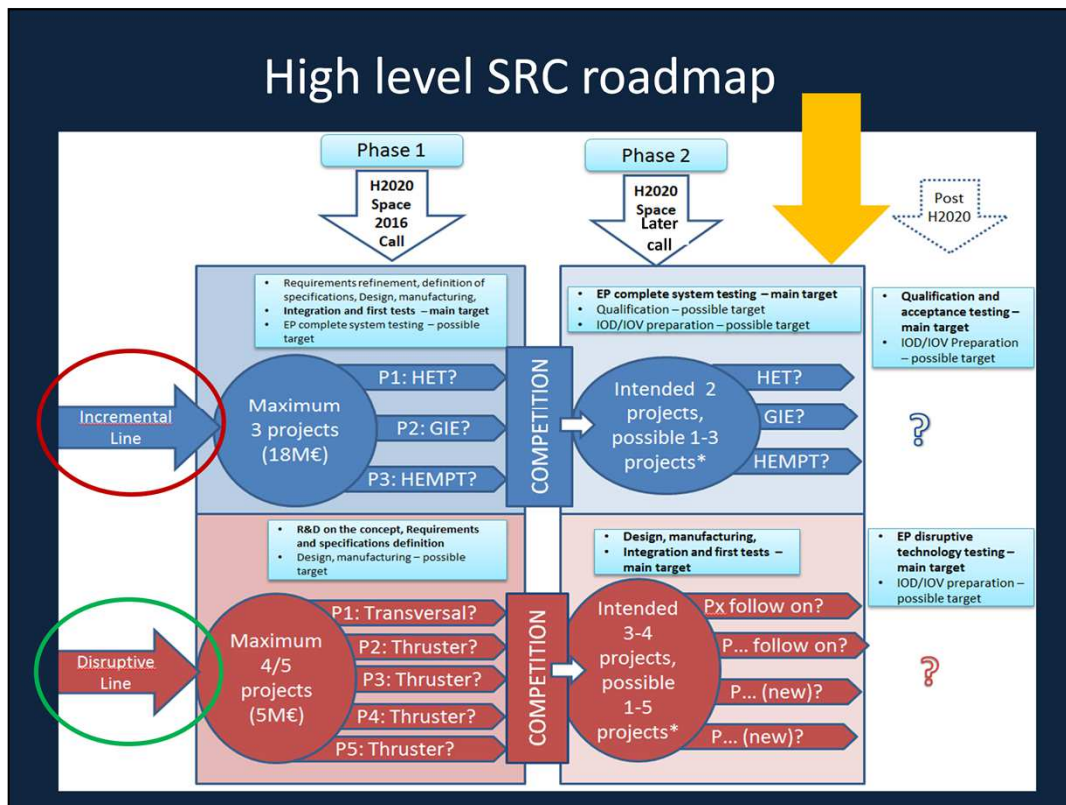 High level SRC roadmap
Phase 1
H2020
Space
2016
Call
Phase 2
H2020
Space
Later
call
Post
H2020
• Requirements refinement, definition of
specifications, Design, manufacturing,
• Integration and first tests – main target
• EP complete system testing – possible
target
• EP complete system testing – main target
• Qualification – possible target
• IOD/IOV preparation – possible target
• Qualification and
acceptance testing –
main target
• IOD/IOV Preparation
– possible target
Incremental
Line
Maximum
3 projects
(18M€)
P1: HET?
P2: GIE?
P3: HEMPT?
COMPETITION
Intended 2
projects,
possible 1-3
projects*
HET?
GIE?
HEMPT?
?
• R&D on the concept, Requirements
and specifications definition
• Design, manufacturing – possible
target
• Design, manufacturing,
• Integration and first tests –
main target
• EP disruptive
technology testing –
main target
• IOD/IOV preparation –
possible target
Disruptive
Line
Maximum
4/5
projects
(5M€)
P1: Transversal?
P2: Thruster?
P3: Thruster?
P4: Thruster?
P5: Thruster?
COMPETITION
Intended
3-4
projects,
possible
1-5
projects*
Px follow on?
P... follow on?
P... (new)?
P... (new)?
?